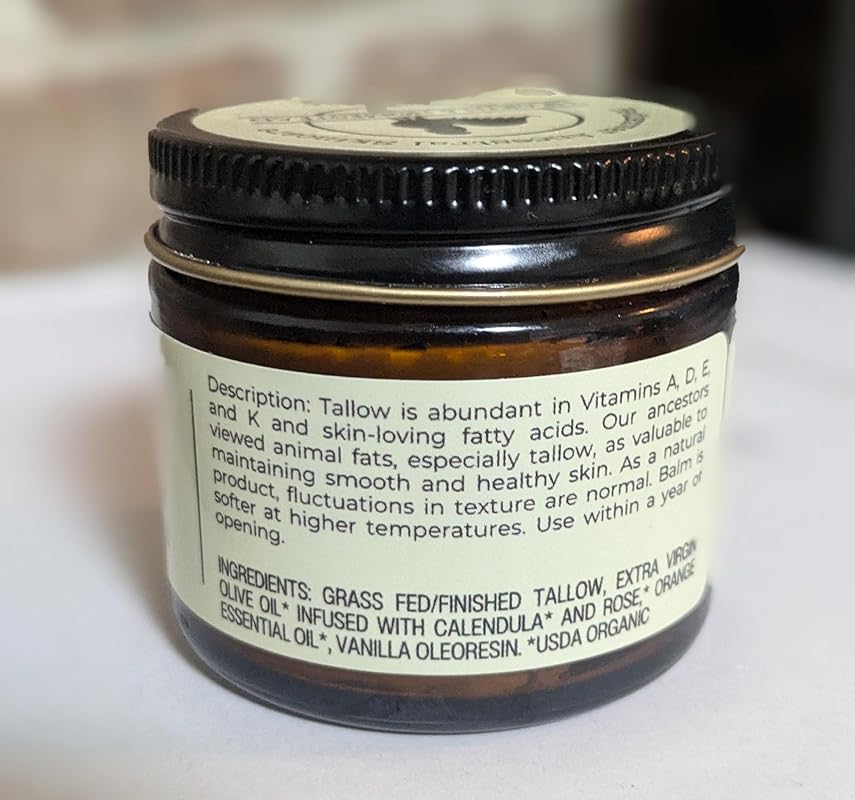 Ancestral Skincare
Description: Tallow is abundant in Vitamins A, D, E,
and K and skin-loving fatty acids. Our ancestors
viewed animal fats, especially tallow, as valuable to
maintaining smooth and healthy skin. As a natural
product, fluctuations in texture are normal. Balm is
softer at higher temperatures. Use within a year of
opening.
INGREDIENTS: GRASS FED/FINISHED TALLOW, EXTRA VIRGIN
OLIVE OIL* INFUSED WITH CALENDULA* AND ROSE,* ORANGE
ESSENTIAL OIL*, VANILLA OLEORESIN. *USDA ORGANIC